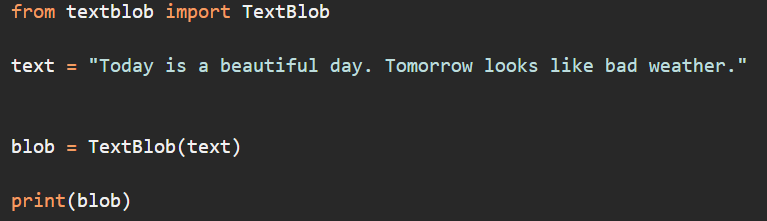 from textblob import TextBlob
text = "Today is a beautiful day. Tomorrow looks like bad weather."
blob = TextBlob(text)
print(blob)